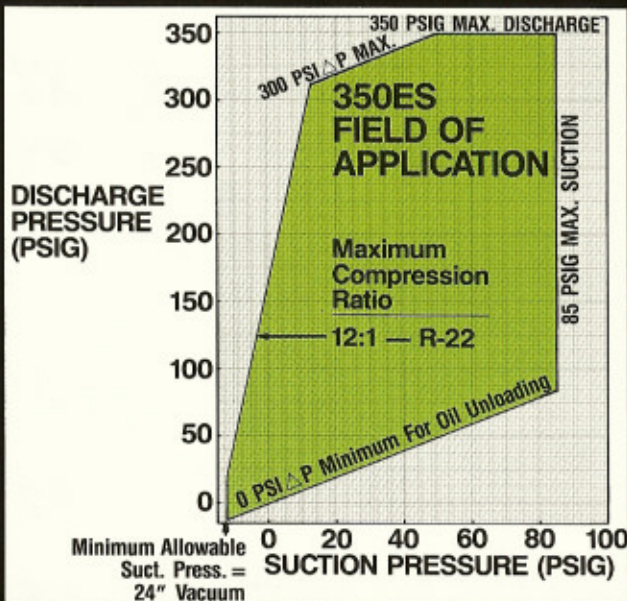 350 PSIG MAX. DISCHARGE
300 PSI △ P MAX.
350ES
FIELD OF
APPLICATION
DISCHARGE
PRESSURE
(PSIG)
Maximum
Compression
Ratio
12:1 — R-22
85 PSIG MAX. SUCTION
0 PSI △ P Minimum For Oil Unloading
350
300
250
200
150
100
50
0
0 20 40 60 80 100
SUCTION PRESSURE (PSIG)
Minimum Allowable
Suct. Press. =
24" Vacuum